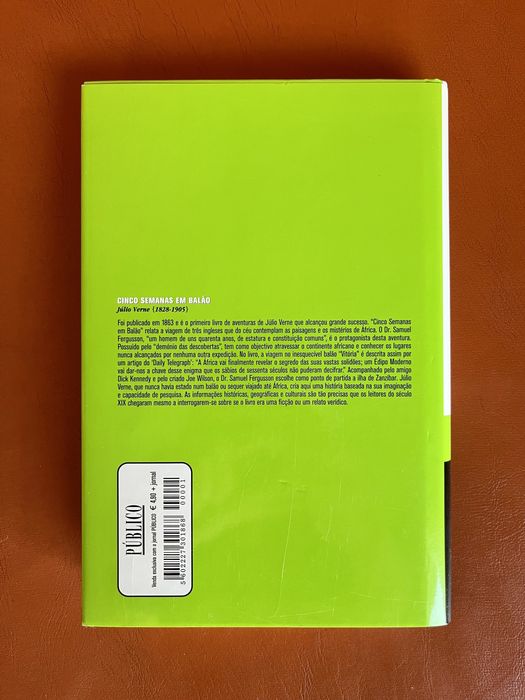 CINCO SEMANAS EM BALÃO
Júlio Verne (1828-1905)
Foi publicado em 1863 e é o primeiro livro de aventuras de Júlio Verne que alcançou grande sucesso. "Cinco Semanas
em Balão" relata a viagem de três ingleses que do céu contemplam as paisagens e os mistérios de África. O Dr. Samuel
Fergusson, "um homem de uns quarenta anos, de estatura e constituição comuns", é o protagonista desta aventura.
Possuído pelo "demónio das descobertas", tem como objectivo atravessar o continente africano e conhecer os lugares
nunca alcançados por nenhuma outra expedição. No livro, a viagem no inesquecível balão "Vitória" é descrita assim por
um artigo do 'Daily Telegraph': "A África vai finalmente revelar o segredo das suas vastas solidões; um Édipo Moderno
vai dar-nos a chave desse enigma que os sábios de sessenta séculos não puderam decifrar." Acompanhado pelo amigo
Dick Kennedy e pelo criado Joe Wilson, o Dr. Samuel Fergusson escolhe como ponto de partida a ilha de Zanzibar. Júlio
Verne, que nunca havia estado num balão ou sequer viajado até África, cria aqui uma história baseada na sua imaginação
e capacidade de pesquisa. As informações históricas, geográficas e culturais são tão precisas que os leitores do século
XIX chegaram mesmo a interrogarem-se sobre se o livro era uma ficção ou um relato verídico.
PÚBLICO
Venda exclusiva com o jornal PÚBLICO € 4,90 + jornal
5602227301868
00001